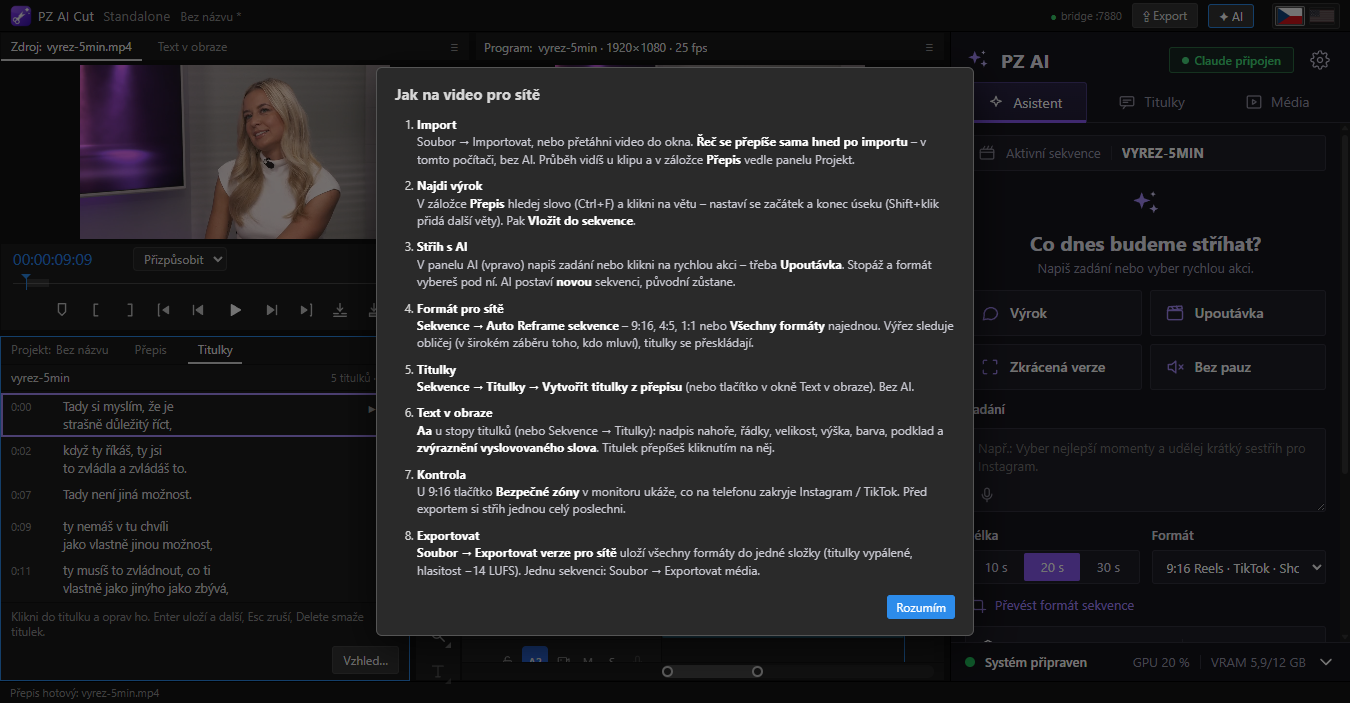 PZ AI Cut Standalone Bez názvu *
bridge :7880 Export AI
Zdroj: vyrez-5min.mp4 Text v obraze
Program: vyrez-5min · 1920×1080 · 25 fps
PZ AI
Claude připojen
Asistent Titulky Média
Aktivní sekvence VYREZ-5MIN
Co dnes budeme stříhat?
Napiš zadání nebo vyber rychlou akci.
Výrok Upoutávka
Zkrácená verze Bez pauz
adání
Např.: Vyber nejlepší momenty a udělej krátký sestřih pro
Instagram.
élka Formát
10 s 20 s 30 s 9:16 Reels · TikTok · Shc
Převést formát sekvence
Systém připraven GPU 20 % VRAM 5,9/12 GB
00:00:09:09 Přizpůsobit
Projekt: Bez názvu Přepis Titulky
vyrez-5min 5 titulků
0:00 Tady si myslím, že je
strašně důležitý říct,
0:02 když ty říkáš, ty jsi
to zvládla a zvládáš to.
0:07 Tady není jiná možnost.
0:09 ty nemáš v tu chvíli
jako vlastně jinou možnost,
0:11 ty musíš to zvládnout, co ti
vlastně jako jinýho jako zbývá,
Klikni do titulku a oprav ho. Enter uloží a další, Esc zruší, Delete smaže
titulek.
Vzhled...
Přepis hotový: vyrez-5min.mp4
A2 M S
Jak na video pro sítě
1. Import
Soubor → Importovat, nebo přetáhni video do okna. Řeč se přepíše sama hned po importu – v
tomto počítači, bez AI. Průběh vidíš u klipu a v záložce Přepis vedle panelu Projekt.
2. Najdi výrok
V záložce Přepis hledej slovo (Ctrl+F) a klikni na větu – nastaví se začátek a konec úseku (Shift+klik
přidá další věty). Pak Vložit do sekvence.
3. Střih s AI
V panelu AI (vpravo) napiš zadání nebo klikni na rychlou akci – třeba Upoutávka. Stopáž a formát
vybereš pod ní. AI postaví novou sekvenci, původní zůstane.
4. Formát pro sítě
Sekvence → Auto Reframe sekvence – 9:16, 4:5, 1:1 nebo Všechny formáty najednou. Výřez sleduje
obličej (v širokém záběru toho, kdo mluví), titulky se přeskládají.
5. Titulky
Sekvence → Titulky → Vytvořit titulky z přepisu (nebo tlačítko v okně Text v obraze). Bez AI.
6. Text v obraze
Aa u stopy titulků (nebo Sekvence → Titulky): nadpis nahoře, řádky, velikost, výška, barva, podklad a
zvýraznění vyslovovaného slova. Titulek přepíšeš kliknutím na něj.
7. Kontrola
U 9:16 tlačítko Bezpečné zóny v monitoru ukáže, co na telefonu zakryje Instagram / TikTok. Před
exportem si střih jednou celý poslechni.
8. Exportovat
Soubor → Exportovat verze pro sítě uloží všechny formáty do jedné složky (titulky vypálené,
hlasitost −14 LUFS). Jednu sekvenci: Soubor → Exportovat média.
Rozumím